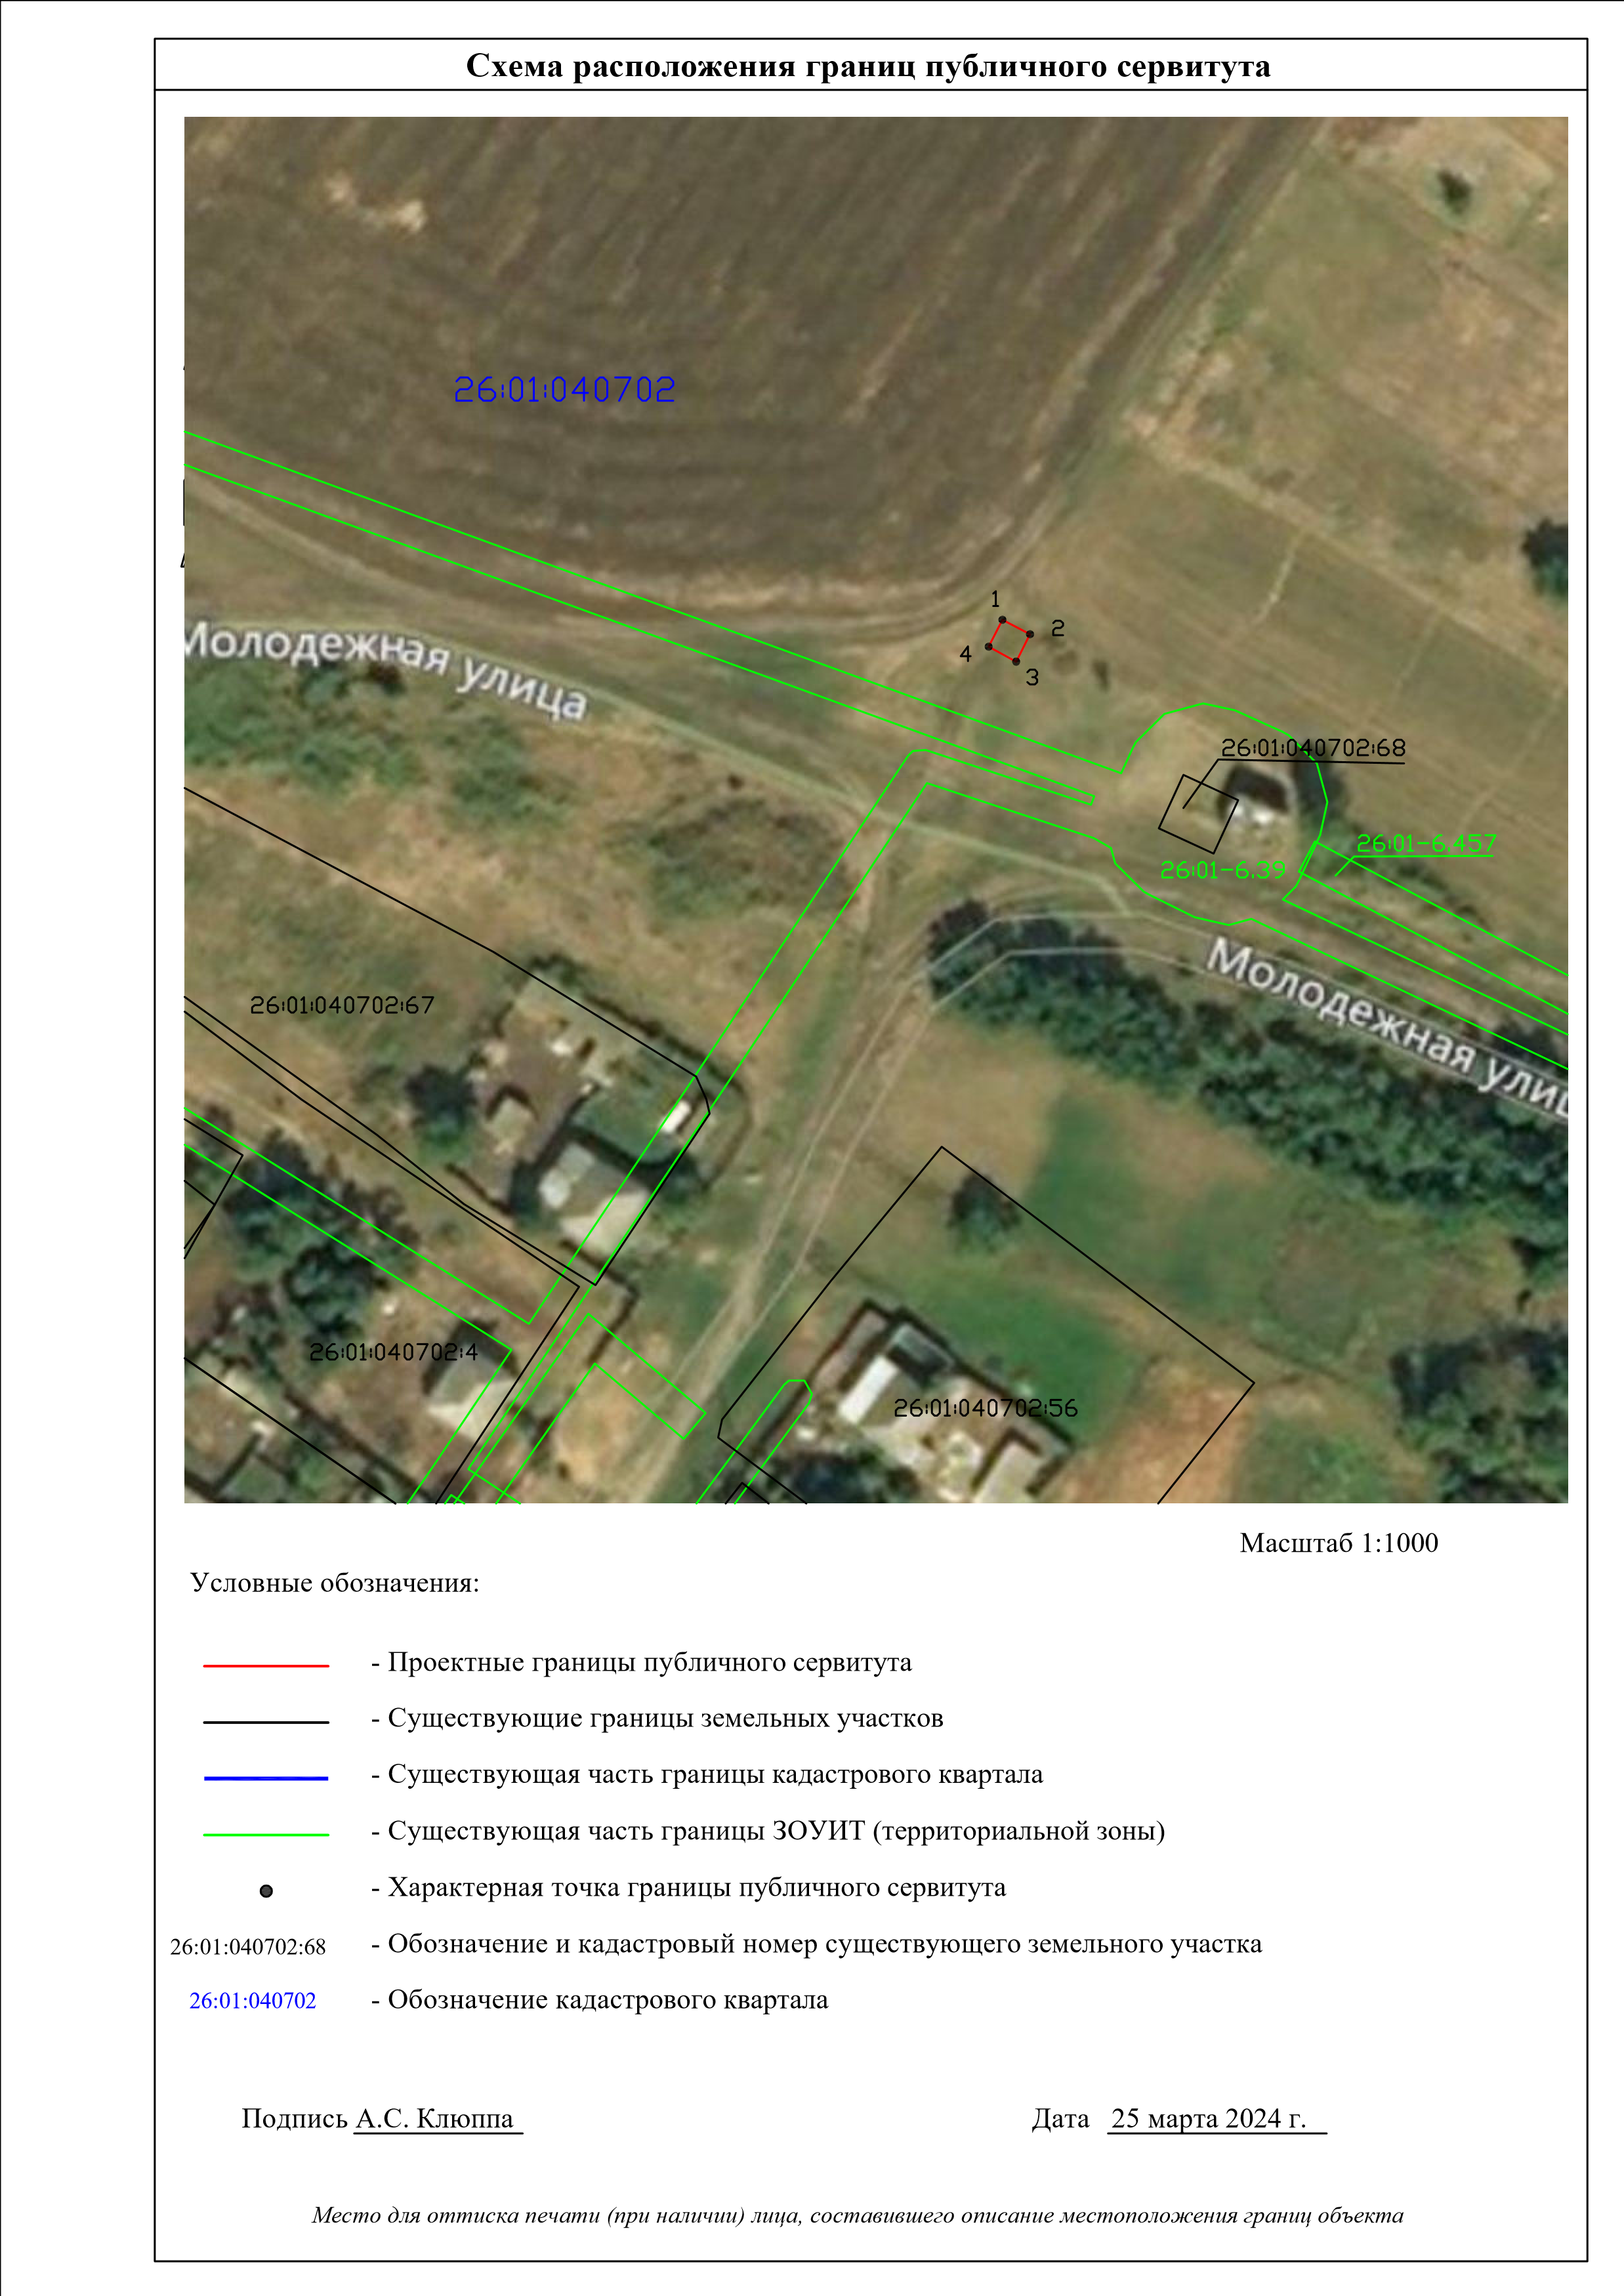 Схема расположения границ публичного сервитута
26:01:040702
1
2
4
3
Молодежная улица
26:01:040702:68
26:01-6.457
26:01-6.39
Молодежная улиц
26:01:040702:67
26:01:040702:4
26:01:040702:56
Масштаб 1:1000
Условные обозначения:
- Проектные границы публичного сервитута
- Существующие границы земельных участков
- Существующая часть границы кадастрового квартала
- Существующая часть границы ЗОУИТ (территориальной зоны)
- Характерная точка границы публичного сервитута
26:01:040702:68 - Обозначение и кадастровый номер существующего земельного участка
26:01:040702 - Обозначение кадастрового квартала
Подпись А.С. Клюппа Дата 25 марта 2024 г.
Место для оттиска печати (при наличии) лица, составившего описание местоположения границ объекта